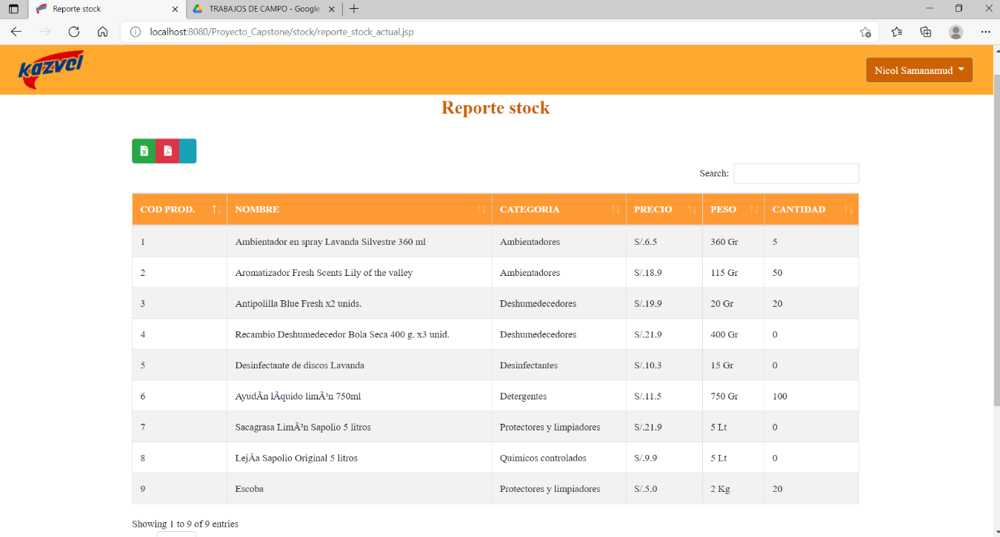 Reporte stock
TRABAJOS DE CAMPO - Google
localhost:8080/Proyecto_Capstone/stock/reporte_stock_actual.jsp
kazvel
Nicol Samanamud
Reporte stock
Search:
COD PROD. NOMBRE CATEGORIA PRECIO PESO CANTIDAD
1 Ambientador en spray Lavanda Silvestre 360 ml Ambientadores S/.6.5 360 Gr 5
2 Aromatizador Fresh Scents Lily of the valley Ambientadores S/.18.9 115 Gr 50
3 Antipolilla Blue Fresh x2 unids. Deshumedecedores S/.19.9 20 Gr 20
4 Recambio Deshumedecedor Bola Seca 400 g. x3 unid. Deshumedecedores S/.21.9 400 Gr 0
5 Desinfectante de discos Lavanda Desinfectantes S/.10.3 15 Gr 0
6 AyudÃn lÃquido limÃ³n 750ml Detergentes S/.11.5 750 Gr 100
7 Sacagrasa LimÃ³n Sapolio 5 litros Protectores y limpiadores S/.21.9 5 Lt 0
8 LejÃa Sapolio Original 5 litros Quimicos controlados S/.9.9 5 Lt 0
9 Escoba Protectores y limpiadores S/.5.0 2 Kg 20
Showing 1 to 9 of 9 entries